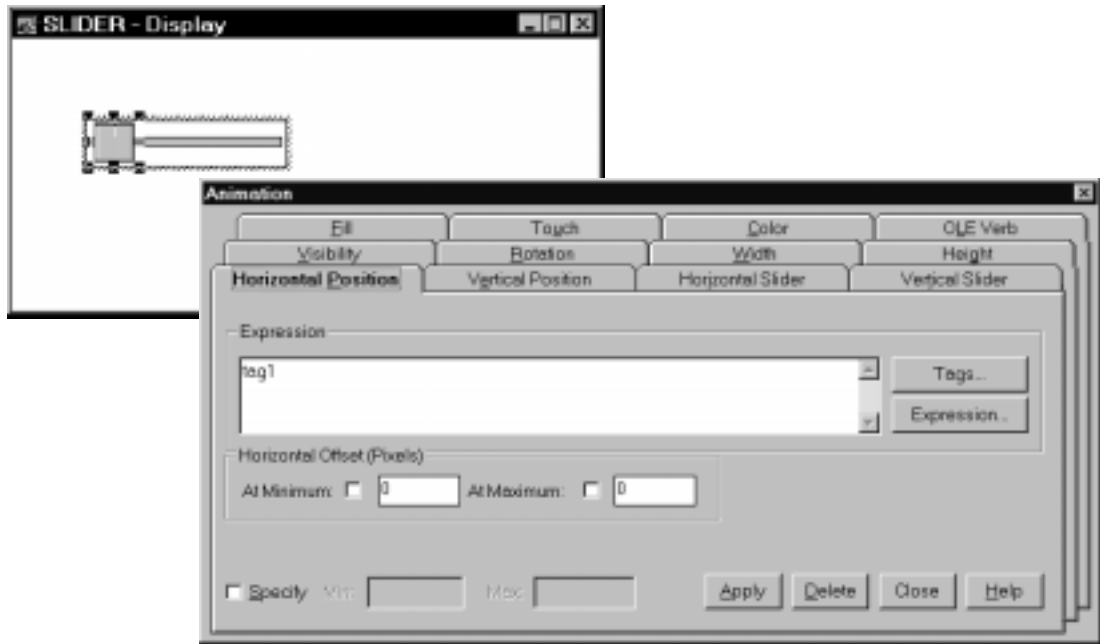 SLIDER - Display
Animation
Fill Touch Color OLE Verb
Visibility Rotation Width Height
Horizontal Position Vertical Position Horizontal Slider Vertical Slider
Expression
tag1
Tags...
Expression...
Horizontal Offset (Pixels)
At Minimum: 0 At Maximum: 0
Specify Min: Max: Apply Delete Close Help